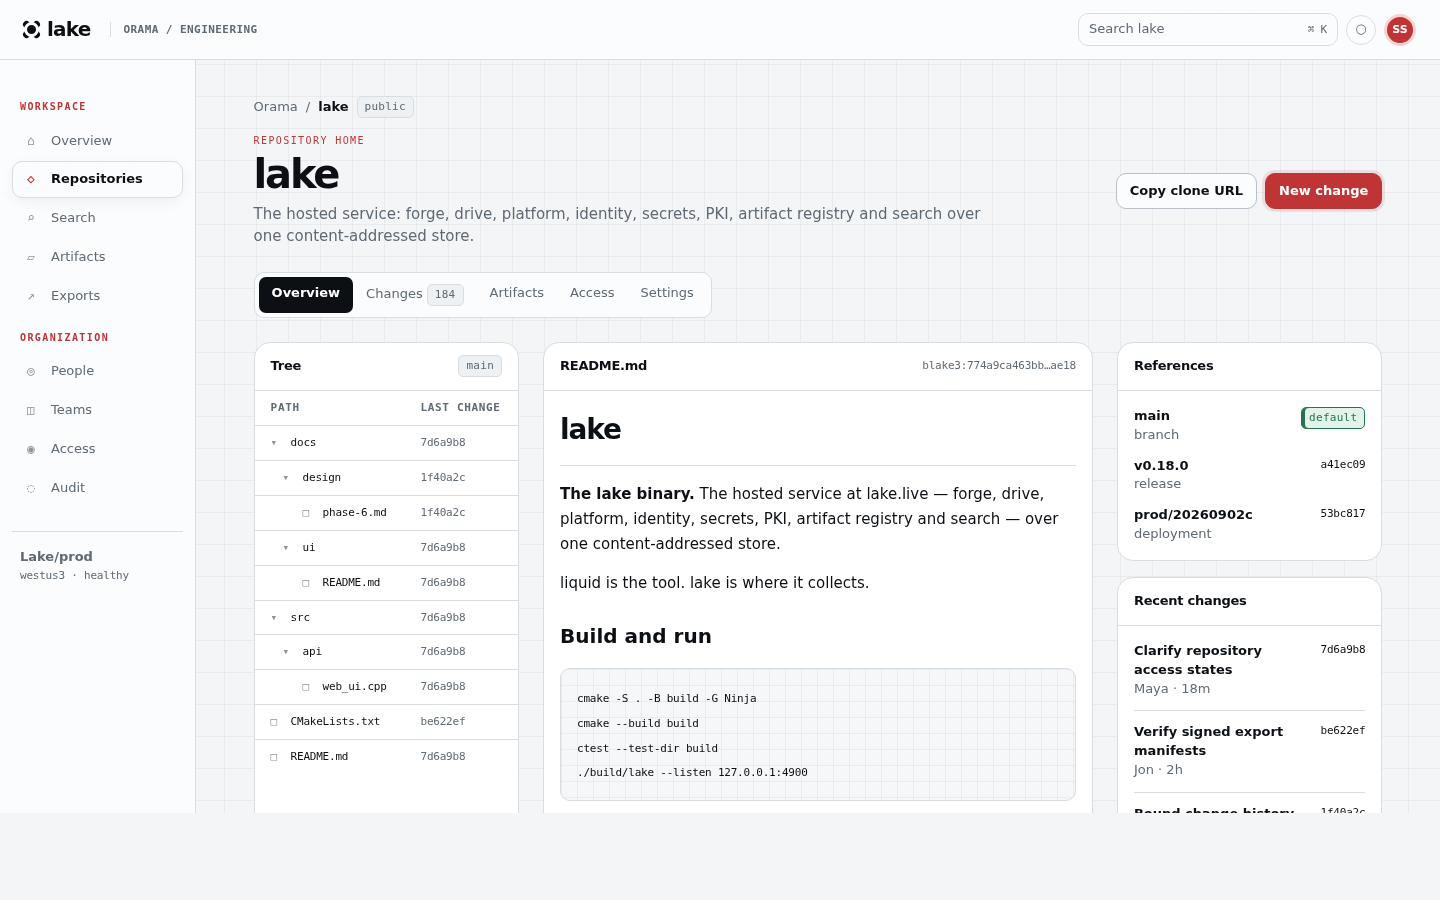 lake
ORAMA / ENGINEERING
Search lake
⌘ K
SS
WORKSPACE
Overview
Repositories
Search
Artifacts
Exports
ORGANIZATION
People
Teams
Access
Audit
Lake/prod
westus3 · healthy
Orama / lake public
REPOSITORY HOME
lake
The hosted service: forge, drive, platform, identity, secrets, PKI, artifact registry and search over
one content-addressed store.
Copy clone URL
New change
Overview
Changes 184
Artifacts
Access
Settings
Tree
main
PATH LAST CHANGE
docs 7d6a9b8
design 1f40a2c
phase-6.md 1f40a2c
ui 7d6a9b8
README.md 7d6a9b8
src 7d6a9b8
api 7d6a9b8
web_ui.cpp 7d6a9b8
CMakeLists.txt be622ef
README.md 7d6a9b8
README.md
blake3:774a9ca463bb…ae18
lake
The lake binary. The hosted service at lake.live — forge, drive,
platform, identity, secrets, PKI, artifact registry and search — over
one content-addressed store.
liquid is the tool. lake is where it collects.
Build and run
cmake -S . -B build -G Ninja
cmake --build build
ctest --test-dir build
./build/lake --listen 127.0.0.1:4900
References
main default
branch
v0.18.0 a41ec09
release
prod/20260902c 53bc817
deployment
Recent changes
Clarify repository 7d6a9b8
access states
Maya · 18m
Verify signed export be622ef
manifests
Jon · 2h
Bound change history 1f40a2c